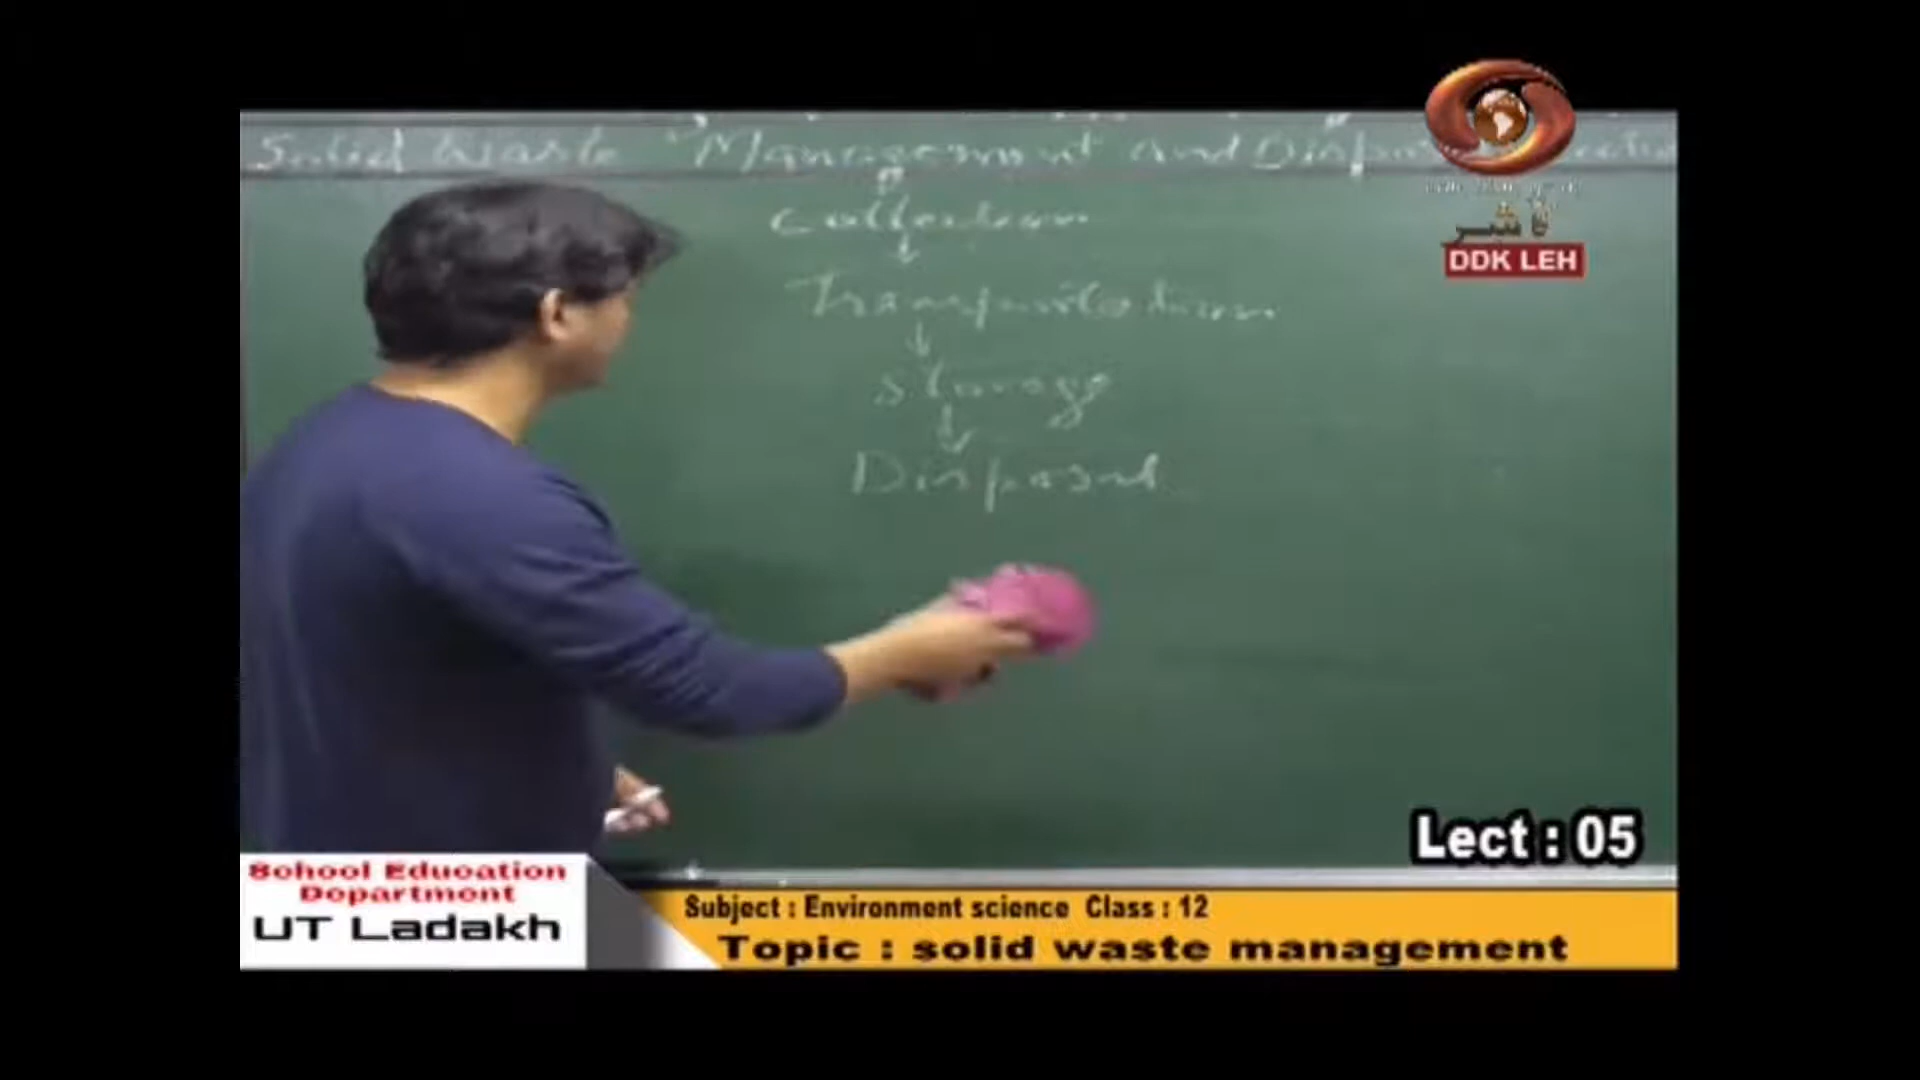 Solid Waste Management and
Collection
Transportation
Storage
Disposal
DDK LEH
Lect : 05
School Education
Department
UT Ladakh
Subject : Environment science Class : 12
Topic : solid waste management